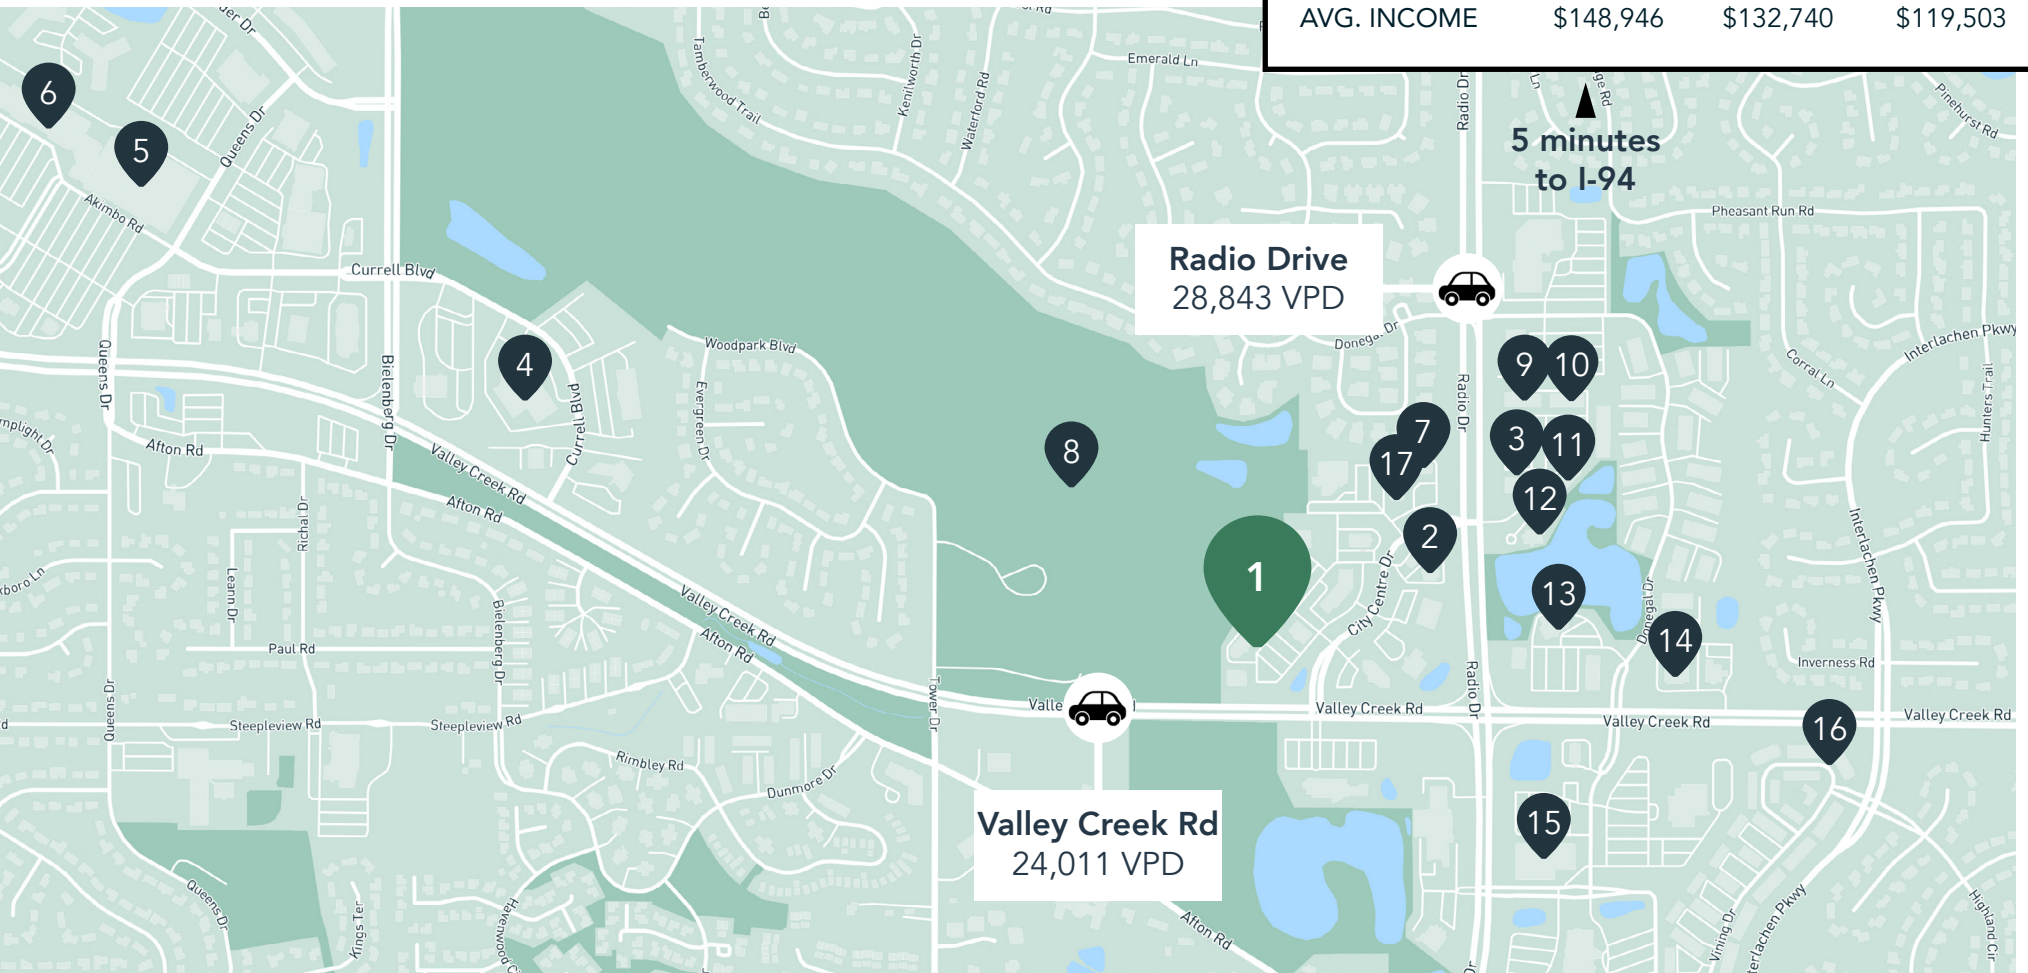 AVG. INCOME $148,946 $132,740 $119,503
Emerald Ln
Tamberwood Trail
Kenilworth Dr
Waterford Rd
Radio Dr
Ln
Pinehurst Rd
5 minutes
to I-94
6
5
Queens Dr
Akimbo Rd
Pheasant Run Rd
Currell Blvd
Radio Drive
28,843 VPD
Donegal Dr
Interlachen Pkwy
Woodpark Blvd
Queens Dr
Bielenberg Dr
4
Currell Blvd
Evergreen Dr
9
10
Corral Ln
Hunters Trail
Radio Dr
7
17
3
11
8
12
Afton Rd
Valley Creek Rd
Afton Rd
Richal Dr
2
1
Interlachen Pkwy
Leann Dr
City Centre Dr
13
Donegal Dr
14
Bielenberg Dr
Valley Creek Rd
Afton Rd
Paul Rd
Inverness Rd
Queens Dr
Tower Dr
Radio Dr
Steepleview Rd
Steepleview Rd
Valley Creek Rd
Valley Creek Rd
Valley Creek Rd
16
Rimbley Rd
Dunmore Dr
Valley Creek Rd
24,011 VPD
15
Queens Dr
Kings Ter
Afton Rd
Vining Dr
Highland Cir